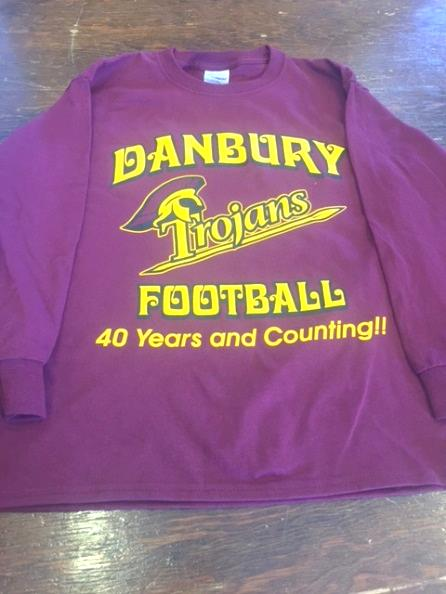 DANBURY
Trojans
FOOTBALL
40 Years and Counting!!